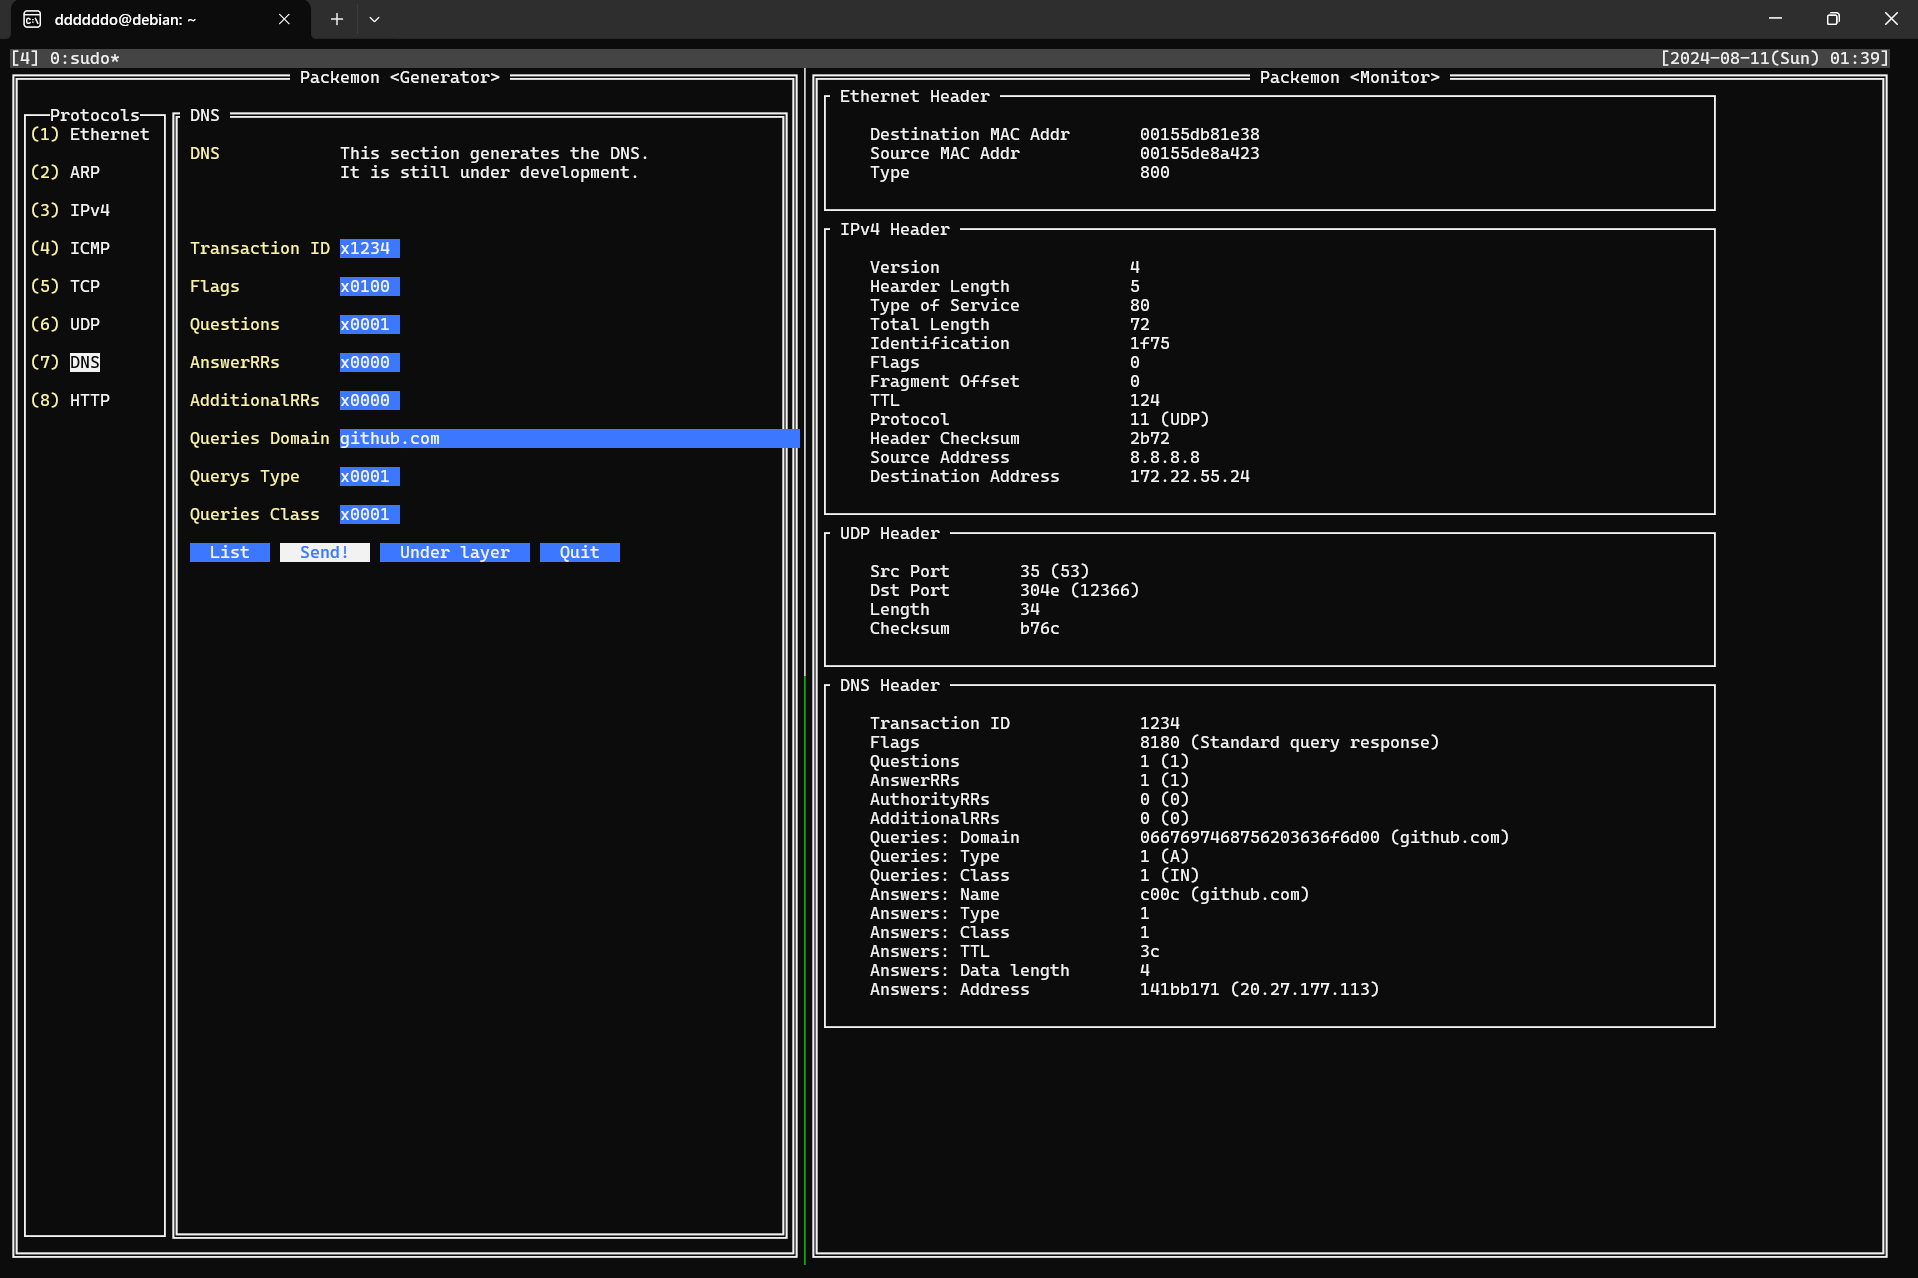 ddddddo@debian: ~
[4] 0:sudo*
[2024-08-11(Sun) 01:39]
Packemon <Generator>
Protocols
(1) Ethernet
(2) ARP
(3) IPv4
(4) ICMP
(5) TCP
(6) UDP
(7) DNS
(8) HTTP
DNS
DNS This section generates the DNS.
It is still under development.
Transaction ID x1234
Flags x0100
Questions x0001
AnswerRRs x0000
AdditionalRRs x0000
Queries Domain github.com
Querys Type x0001
Queries Class x0001
List Send! Under layer Quit
Packemon <Monitor>
Ethernet Header
Destination MAC Addr 00155db81e38
Source MAC Addr 00155de8a423
Type 800
IPv4 Header
Version 4
Hearder Length 5
Type of Service 80
Total Length 72
Identification 1f75
Flags 0
Fragment Offset 0
TTL 124
Protocol 11 (UDP)
Header Checksum 2b72
Source Address 8.8.8.8
Destination Address 172.22.55.24
UDP Header
Src Port 35 (53)
Dst Port 304e (12366)
Length 34
Checksum b76c
DNS Header
Transaction ID 1234
Flags 8180 (Standard query response)
Questions 1 (1)
AnswerRRs 1 (1)
AuthorityRRs 0 (0)
AdditionalRRs 0 (0)
Queries: Domain 0667697468756203636f6d00 (github.com)
Queries: Type 1 (A)
Queries: Class 1 (IN)
Answers: Name c00c (github.com)
Answers: Type 1
Answers: Class 1
Answers: TTL 3c
Answers: Data length 4
Answers: Address 141bb171 (20.27.177.113)